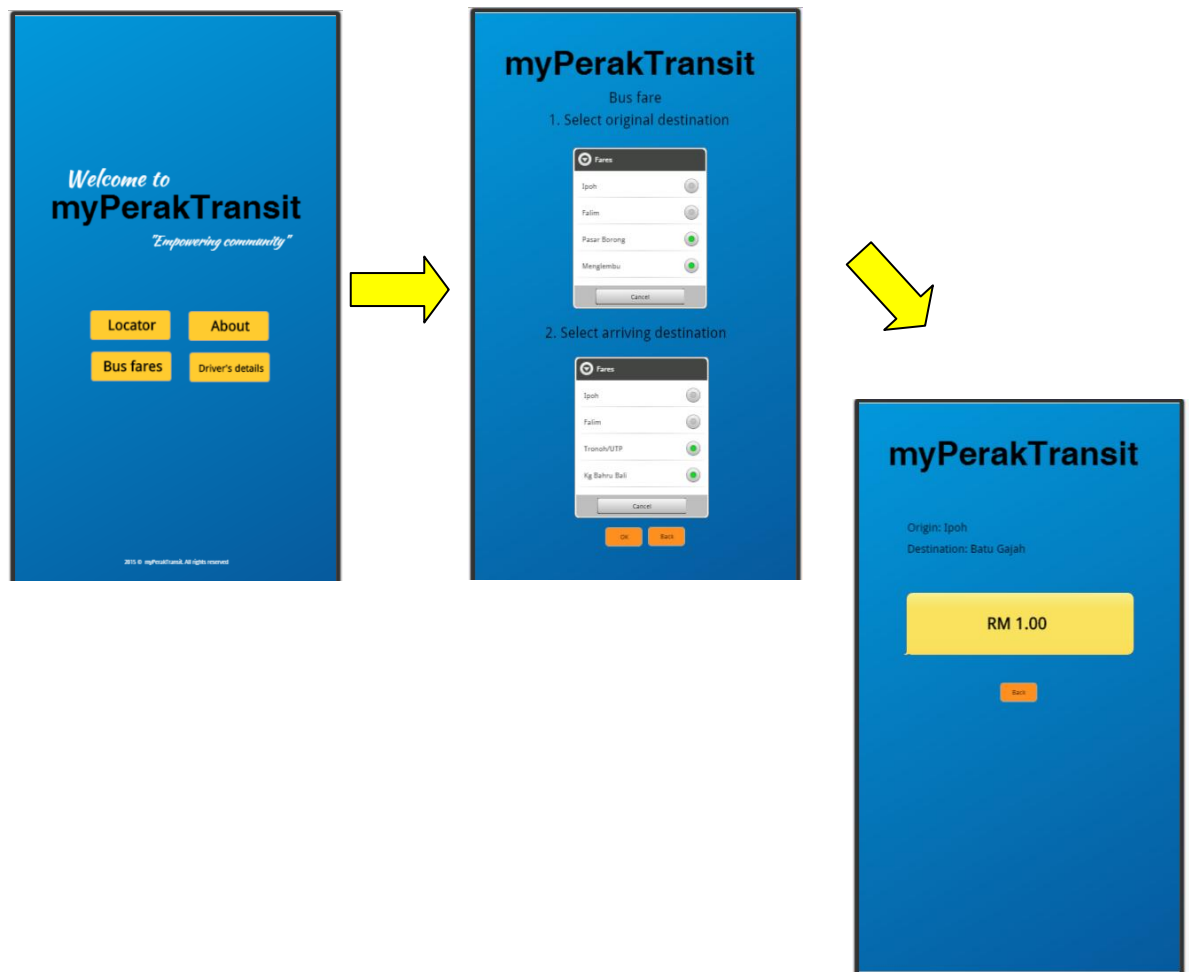 Welcome to
myPerakTransit
"Empowering community"
Locator
About
Bus fares
Driver's details
2015 © myPerakTransit. All rights reserved
myPerakTransit
Bus fare
1. Select original destination
Fares
Ipoh
Falim
Pasar Borong
Menglembu
Cancel
2. Select arriving destination
Fares
Ipoh
Falim
Tronoh/UTP
Kg Bahru Bali
Cancel
OK
Back
myPerakTransit
Origin: Ipoh
Destination: Batu Gajah
RM 1.00
Back